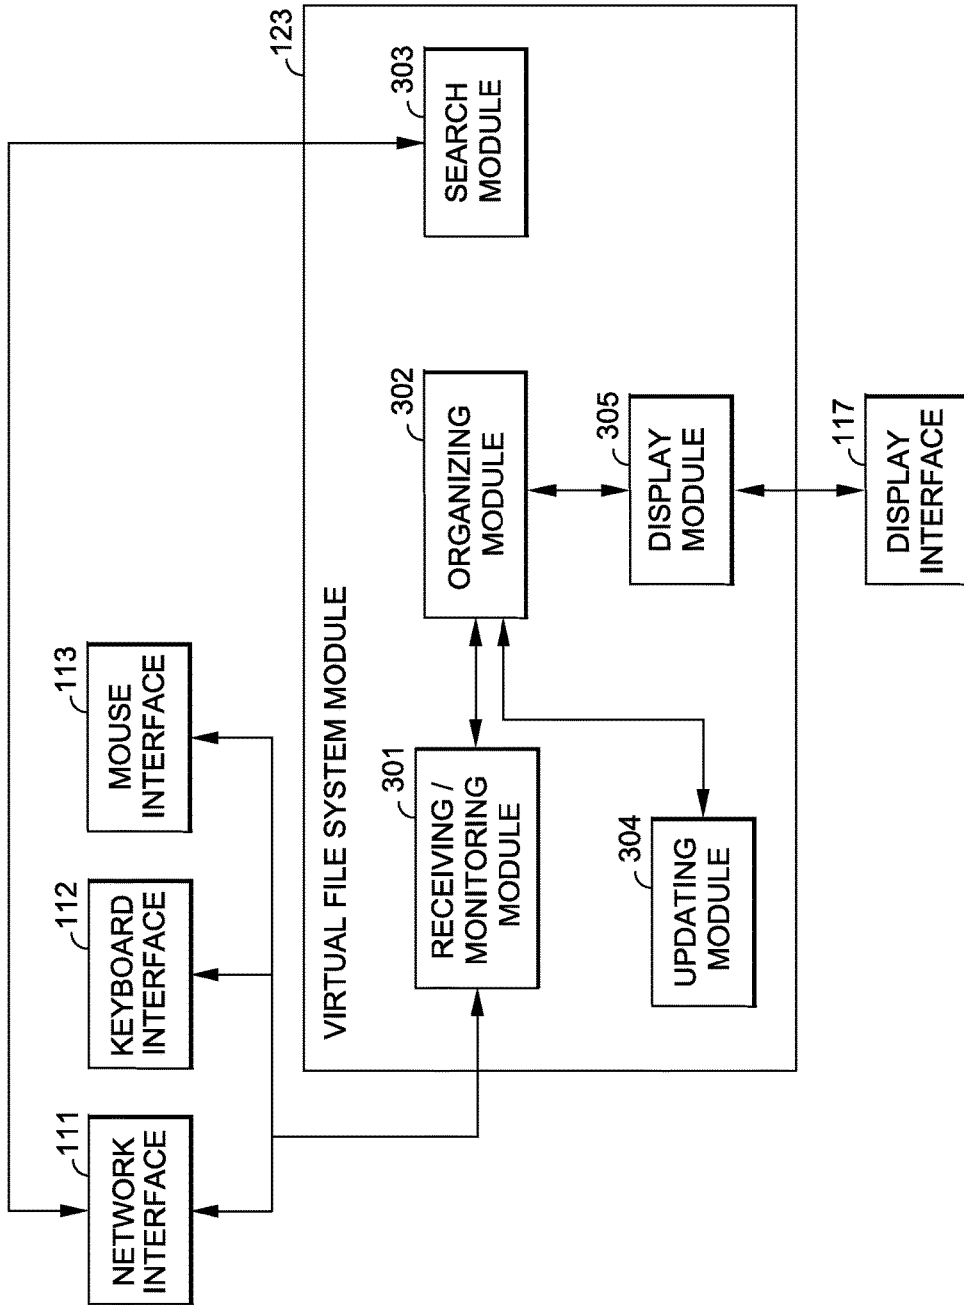 NETWORK
INTERFACE
111
KEYBOARD
INTERFACE
112
MOUSE
INTERFACE
113
VIRTUAL FILE SYSTEM MODULE
123
RECEIVING /
MONITORING
MODULE
301
ORGANIZING
MODULE
302
SEARCH
MODULE
303
UPDATING
MODULE
304
DISPLAY
MODULE
305
DISPLAY
INTERFACE
117